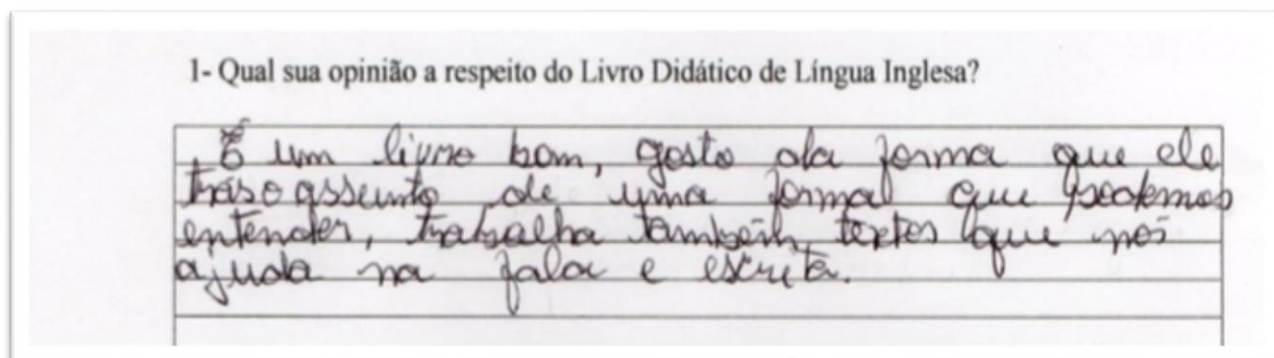 1- Qual sua opinião a respeito do Livro Didático de Língua Inglesa?
É um livro bom, gosto da forma que ele
tras o assunto de uma forma que podemos
entender, trabalha também textos que nós
ajuda na fala e escrita.